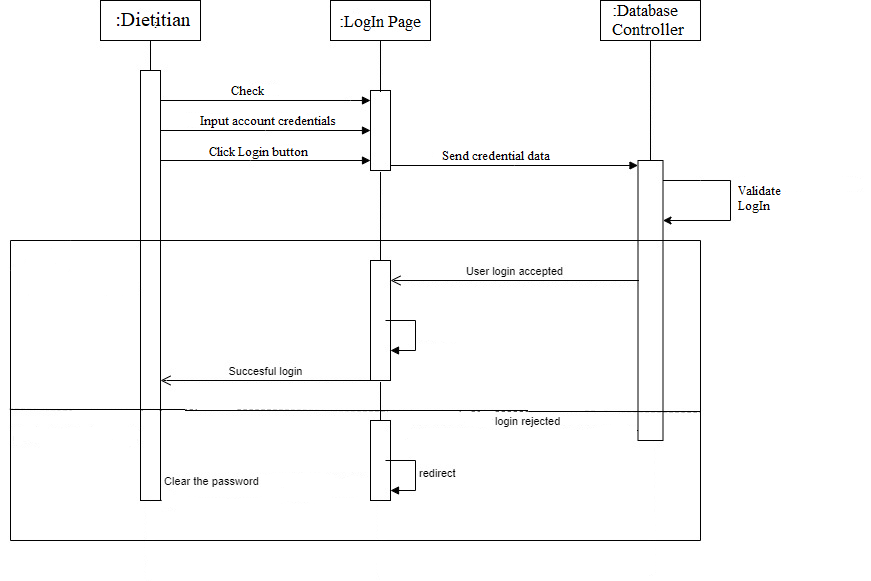 :Dietitian
:LogIn Page
:Database
Controller
Check
Input account credentials
Click Login button
Send credential data
Validate
LogIn
User login accepted
Succesful login
login rejected
redirect
Clear the password